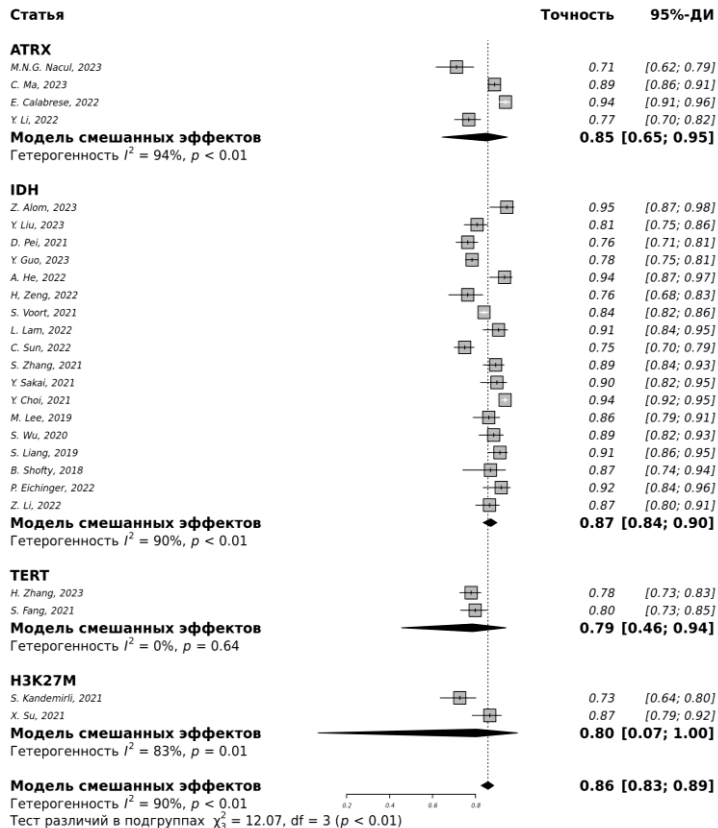 Статья Точность 95%-ДИ
ATRX
M.N.G. Nacul, 2023 0.71 [0.62; 0.79]
C. Ma, 2023 0.89 [0.86; 0.91]
E. Calabrese, 2022 0.94 [0.91; 0.96]
Y. Li, 2022 0.77 [0.70; 0.82]
Модель смешанных эффектов 0.85 [0.65; 0.95]
Гетерогенность I² = 94%, p < 0.01
IDH
Z. Alom, 2023 0.95 [0.87; 0.98]
Y. Liu, 2023 0.81 [0.75; 0.86]
D. Pei, 2021 0.76 [0.71; 0.81]
Y. Guo, 2023 0.78 [0.75; 0.81]
A. He, 2022 0.94 [0.87; 0.97]
H, Zeng, 2022 0.76 [0.68; 0.83]
S. Voort, 2021 0.84 [0.82; 0.86]
L. Lam, 2022 0.91 [0.84; 0.95]
C. Sun, 2022 0.75 [0.70; 0.79]
S. Zhang, 2021 0.89 [0.84; 0.93]
Y. Sakai, 2021 0.90 [0.82; 0.95]
Y. Choi, 2021 0.94 [0.92; 0.95]
M. Lee, 2019 0.86 [0.79; 0.91]
S. Wu, 2020 0.89 [0.82; 0.93]
S. Liang, 2019 0.91 [0.86; 0.95]
B. Shofty, 2018 0.87 [0.74; 0.94]
P. Eichinger, 2022 0.92 [0.84; 0.96]
Z. Li, 2022 0.87 [0.80; 0.91]
Модель смешанных эффектов 0.87 [0.84; 0.90]
Гетерогенность I² = 90%, p < 0.01
TERT
H. Zhang, 2023 0.78 [0.73; 0.83]
S. Fang, 2021 0.80 [0.73; 0.85]
Модель смешанных эффектов 0.79 [0.46; 0.94]
Гетерогенность I² = 0%, p = 0.64
H3K27M
S. Kandemirli, 2021 0.73 [0.64; 0.80]
X. Su, 2021 0.87 [0.79; 0.92]
Модель смешанных эффектов 0.80 [0.07; 1.00]
Гетерогенность I² = 83%, p = 0.01
Модель смешанных эффектов 0.86 [0.83; 0.89]
Гетерогенность I² = 90%, p < 0.01
0.2 0.4 0.6 0.8
Тест различий в подгруппах χ²₃ = 12.07, df = 3 (p < 0.01)